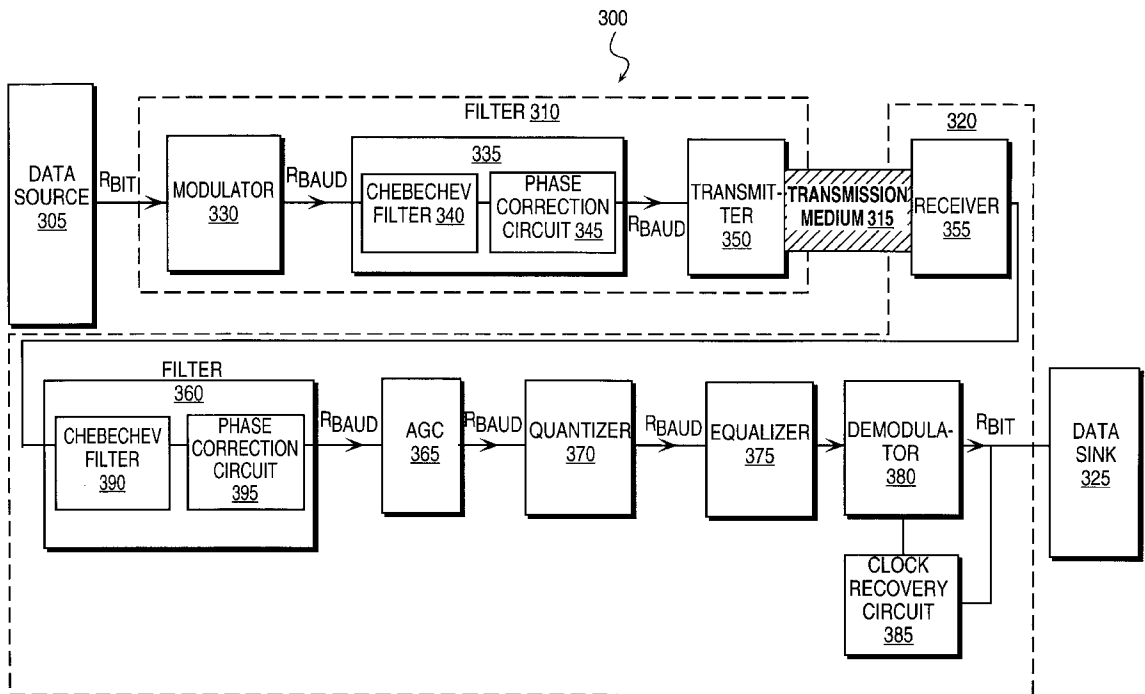 300
FILTER 310
DATA
SOURCE
305
RBIT
MODULATOR
330
RBAUD
335
CHEBECHEV
FILTER 340
PHASE
CORRECTION
CIRCUIT 345
RBAUD
TRANSMIT-
TER
350
TRANSMISSION
MEDIUM 315
320
RECEIVER
355
FILTER
360
CHEBECHEV
FILTER
390
PHASE
CORRECTION
CIRCUIT
395
RBAUD
AGC
365
RBAUD
QUANTIZER
370
RBAUD
EQUALIZER
375
DEMODULA-
TOR
380
RBIT
DATA
SINK
325
CLOCK
RECOVERY
CIRCUIT
385